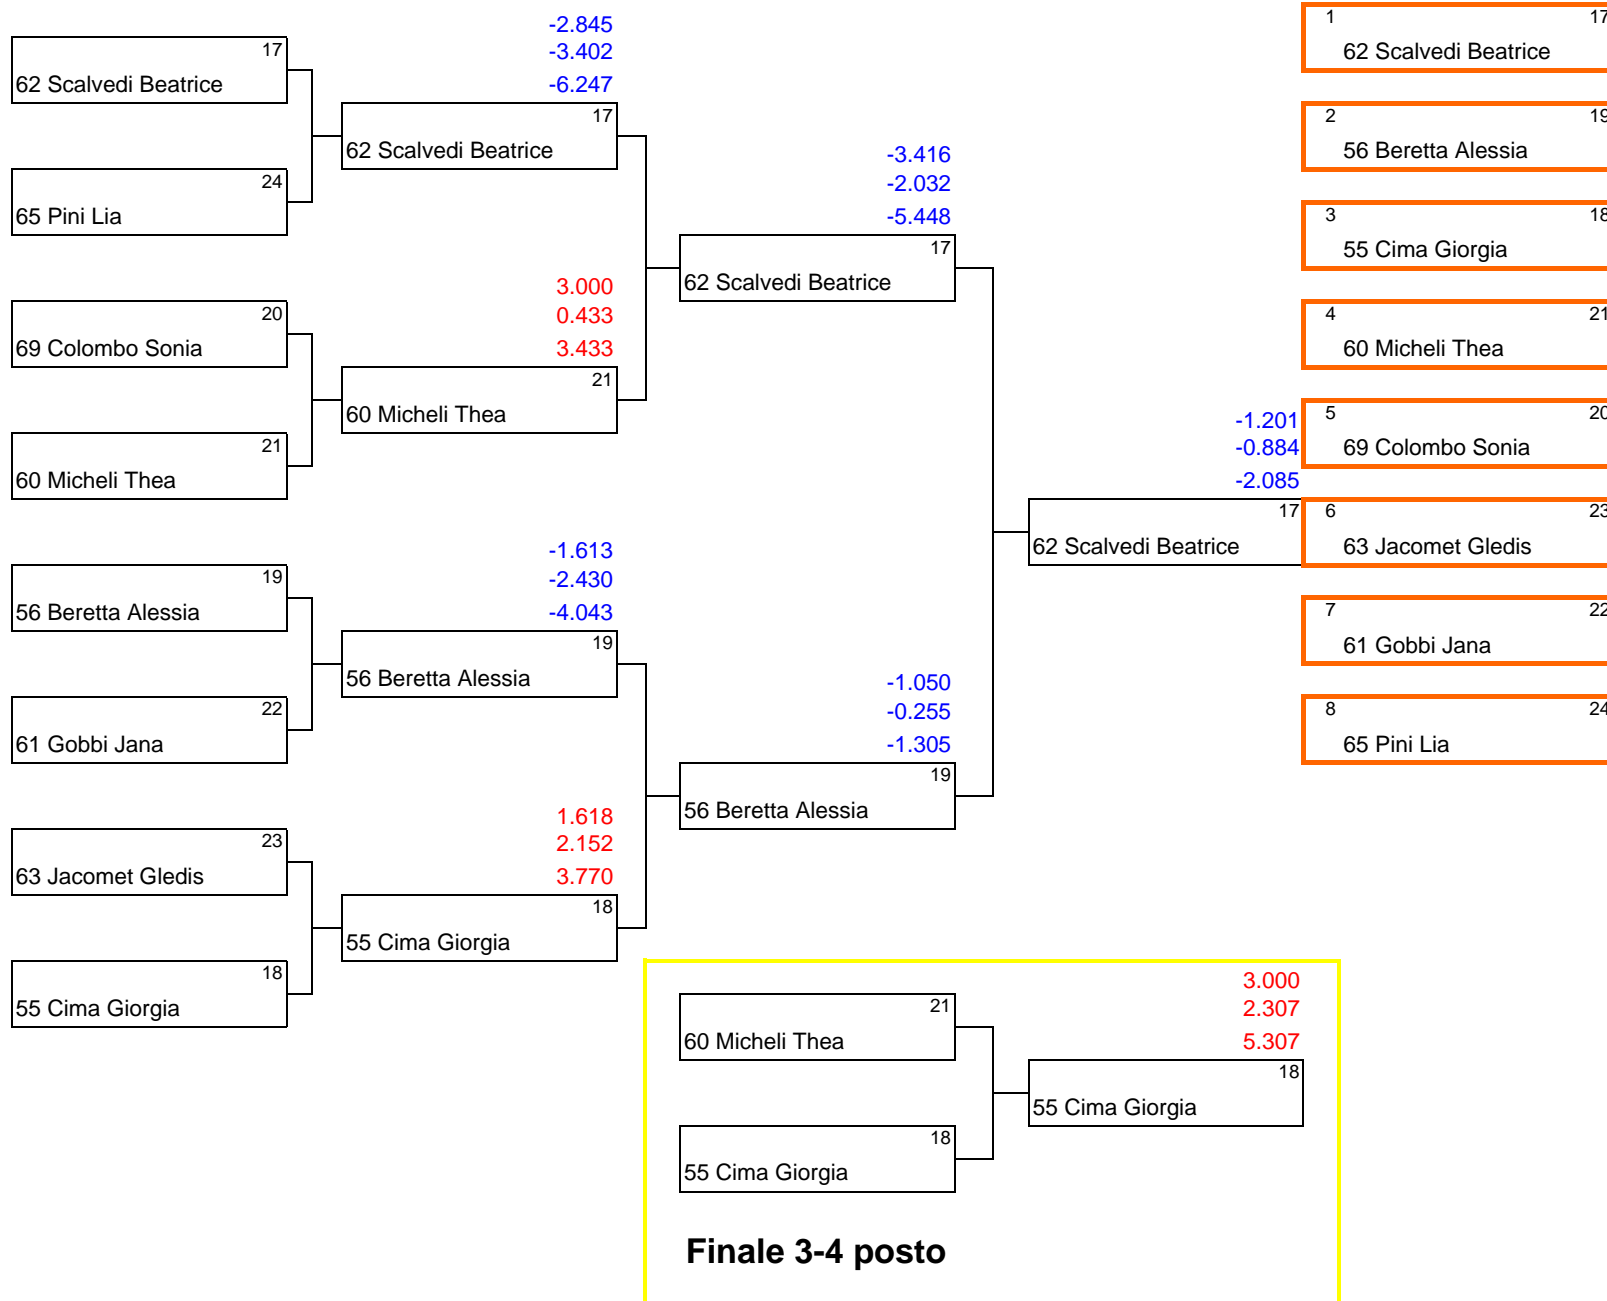 17
62 Scalvedi Beatrice
24
65 Pini Lia
20
69 Colombo Sonia
21
60 Micheli Thea
19
56 Beretta Alessia
22
61 Gobbi Jana
23
63 Jacomet Gledis
18
55 Cima Giorgia
-2.845
-3.402
-6.247
17
62 Scalvedi Beatrice
3.000
0.433
3.433
21
60 Micheli Thea
-1.613
-2.430
-4.043
19
56 Beretta Alessia
1.618
2.152
3.770
18
55 Cima Giorgia
-3.416
-2.032
-5.448
17
62 Scalvedi Beatrice
-1.050
-0.255
-1.305
19
56 Beretta Alessia
-1.201
-0.884
-2.085
17
62 Scalvedi Beatrice
21
60 Micheli Thea
18
55 Cima Giorgia
3.000
2.307
5.307
18
55 Cima Giorgia
Finale 3-4 posto
1 17
62 Scalvedi Beatrice
2 19
56 Beretta Alessia
3 18
55 Cima Giorgia
4 21
60 Micheli Thea
5 20
69 Colombo Sonia
6 23
63 Jacomet Gledis
7 22
61 Gobbi Jana
8 24
65 Pini Lia